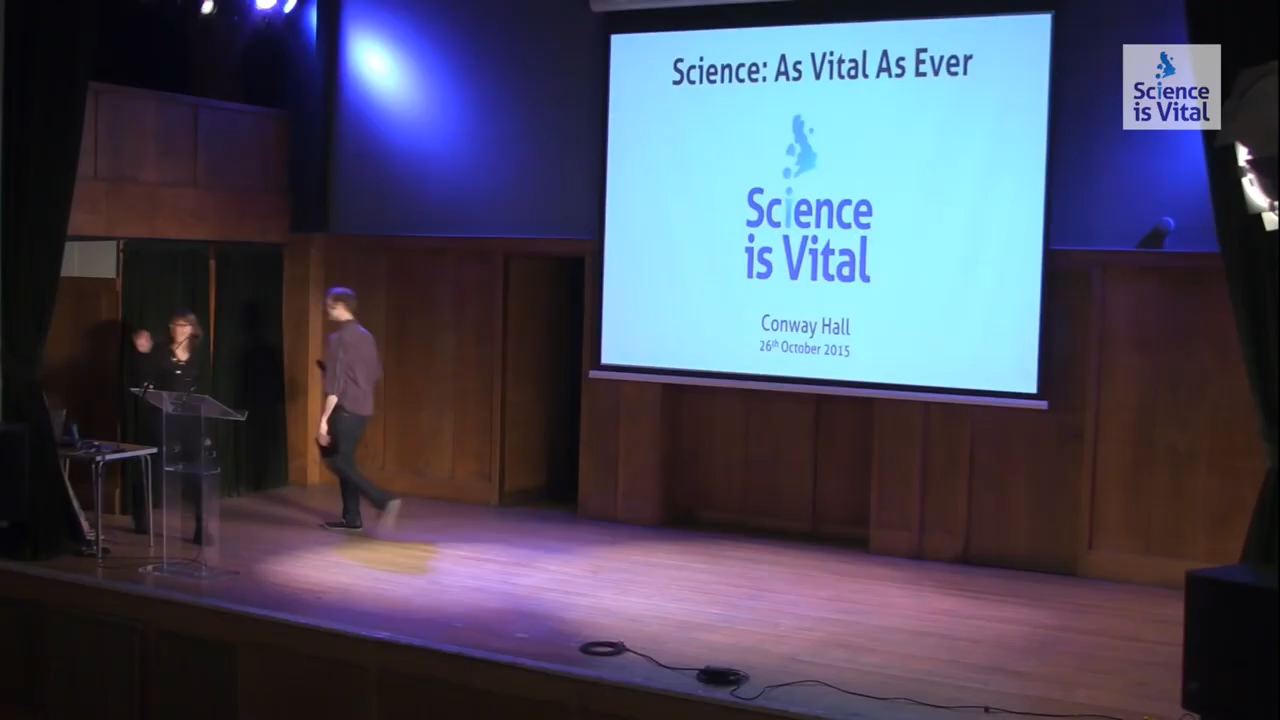 Science: As Vital As Ever
Science
is Vital
Conway Hall
26th October 2015
Science
is Vital